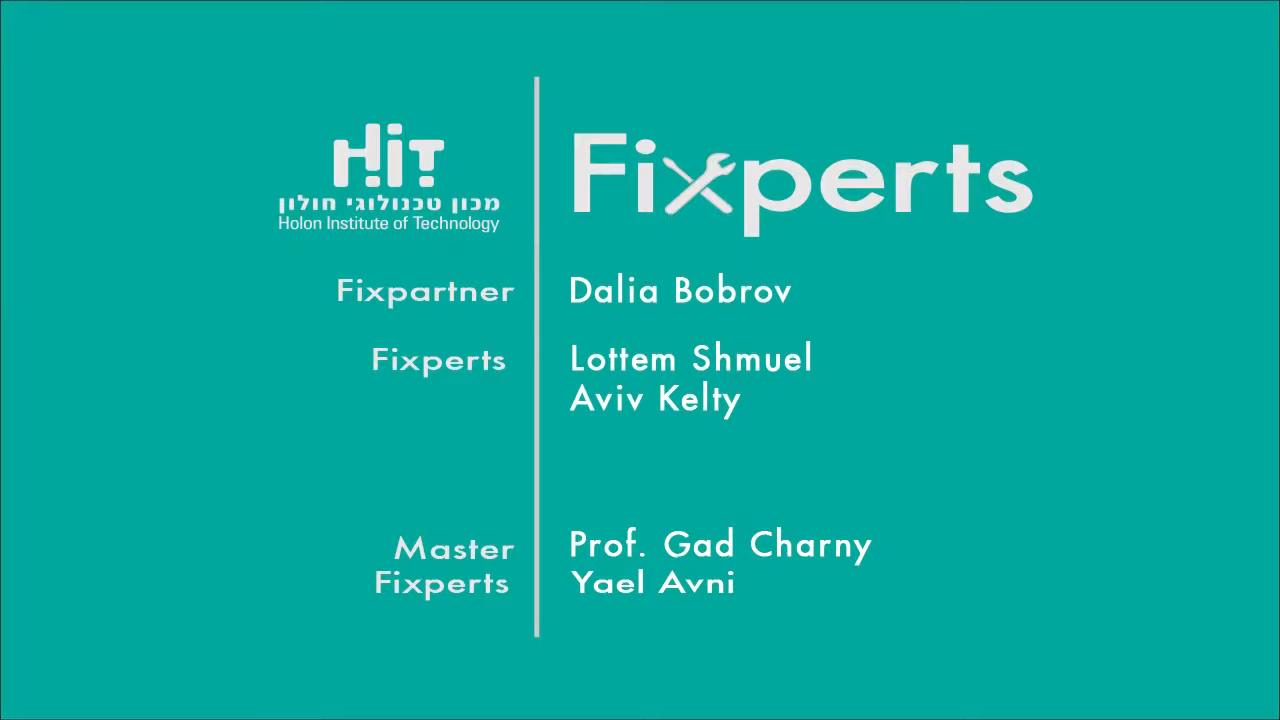 HiT
מכון טכנולוגי חולון
Holon Institute of Technology
Fixperts
Fixpartner Dalia Bobrov
Fixperts Lottem Shmuel
Aviv Kelty
Master Prof. Gad Charny
Fixperts Yael Avni